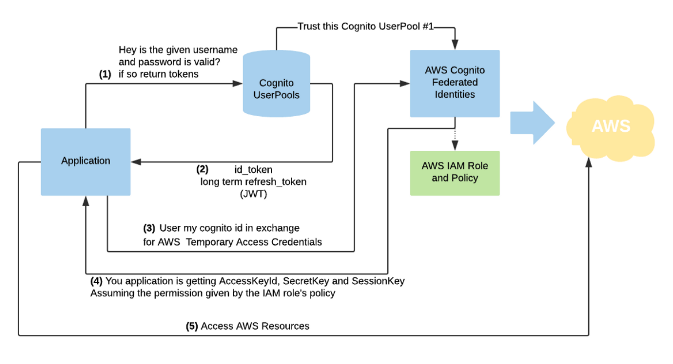 Trust this Cognito UserPool #1
Hey is the given username
and password is valid?
(1) if so return tokens
Cognito
UserPools
AWS Cognito
Federated
Identities
AWS
Application
(2) id_token
long term refresh_token
(JWT)
AWS IAM Role
and Policy
(3) User my cognito id in exchange
for AWS Temporary Access Credentials
(4) You application is getting AccessKeyId, SecretKey and SessionKey
Assuming the permission given by the IAM role's policy
(5) Access AWS Resources